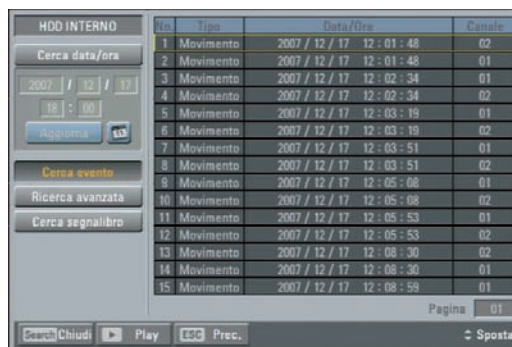 HDD INTERNO
Cerca data/ora
2007 / 12 / 17
18 : 00
Aggiorna
Cerca evento
Ricerca avanzata
Cerca segnalibro
No. Tipo Data/Ora Canale
1 Movimento 2007 / 12 / 17 12 : 01 : 48 02
2 Movimento 2007 / 12 / 17 12 : 01 : 48 01
3 Movimento 2007 / 12 / 17 12 : 02 : 34 01
4 Movimento 2007 / 12 / 17 12 : 02 : 34 02
5 Movimento 2007 / 12 / 17 12 : 03 : 19 01
6 Movimento 2007 / 12 / 17 12 : 03 : 19 02
7 Movimento 2007 / 12 / 17 12 : 03 : 51 01
8 Movimento 2007 / 12 / 17 12 : 03 : 51 02
9 Movimento 2007 / 12 / 17 12 : 05 : 08 01
10 Movimento 2007 / 12 / 17 12 : 05 : 08 02
11 Movimento 2007 / 12 / 17 12 : 05 : 53 01
12 Movimento 2007 / 12 / 17 12 : 05 : 53 02
13 Movimento 2007 / 12 / 17 12 : 08 : 30 02
14 Movimento 2007 / 12 / 17 12 : 08 : 30 01
15 Movimento 2007 / 12 / 17 12 : 08 : 59 01
Pagina 01
Search Chiudi Play ESC Prec. Sposta